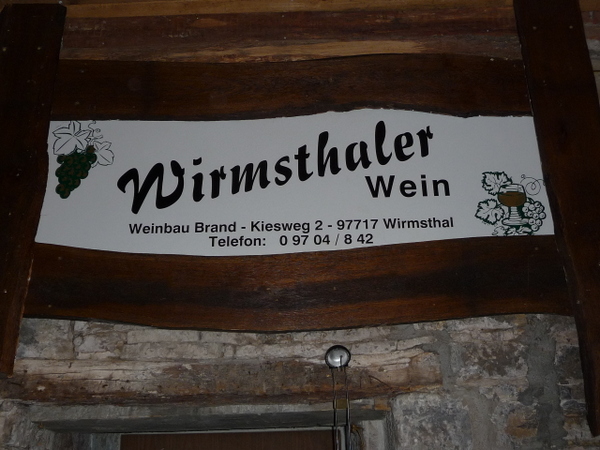 Wirmsthaler
Wein
Weinbau Brand - Kiesweg 2 - 97717 Wirmsthal
Telefon: 0 97 04 / 8 42